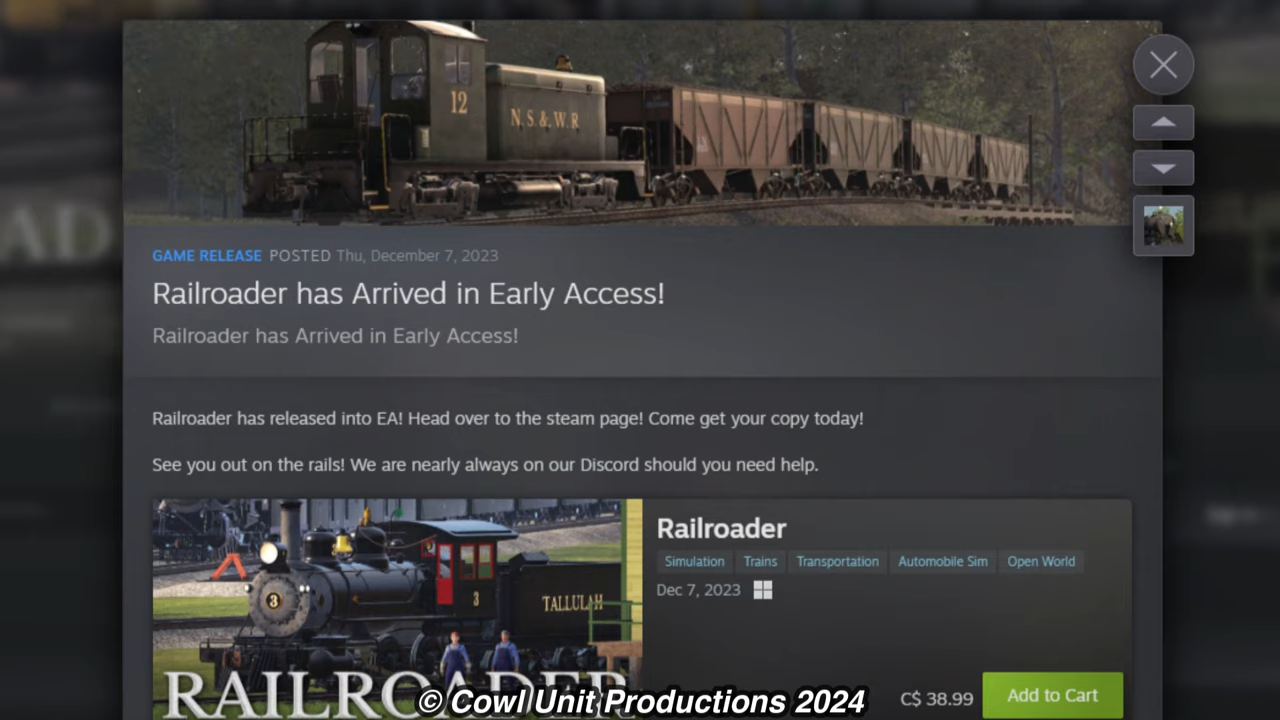 12
N.S.&.W.R
AD
GAME RELEASE POSTED Thu, December 7, 2023
Railroader has Arrived in Early Access!
Railroader has Arrived in Early Access!
Railroader has released into EA! Head over to the steam page! Come get your copy today!
See you out on the rails! We are nearly always on our Discord should you need help.
Railroader
Simulation Trains Transportation Automobile Sim Open World
Dec 7, 2023
3 3 TALLULAH
RAILROADER
C$ 38.99 Add to Cart
© Cowl Unit Productions 2024